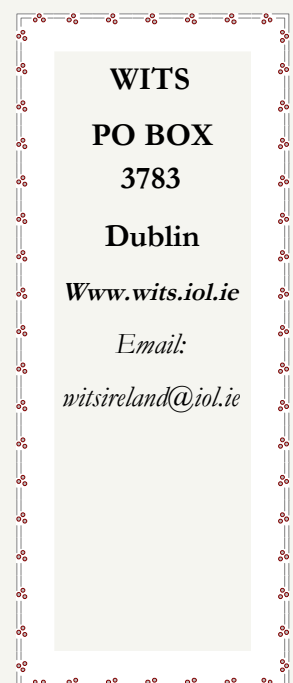 WITS
PO BOX
3783
Dublin
Www.wits.iol.ie
Email:
witsireland@iol.ie